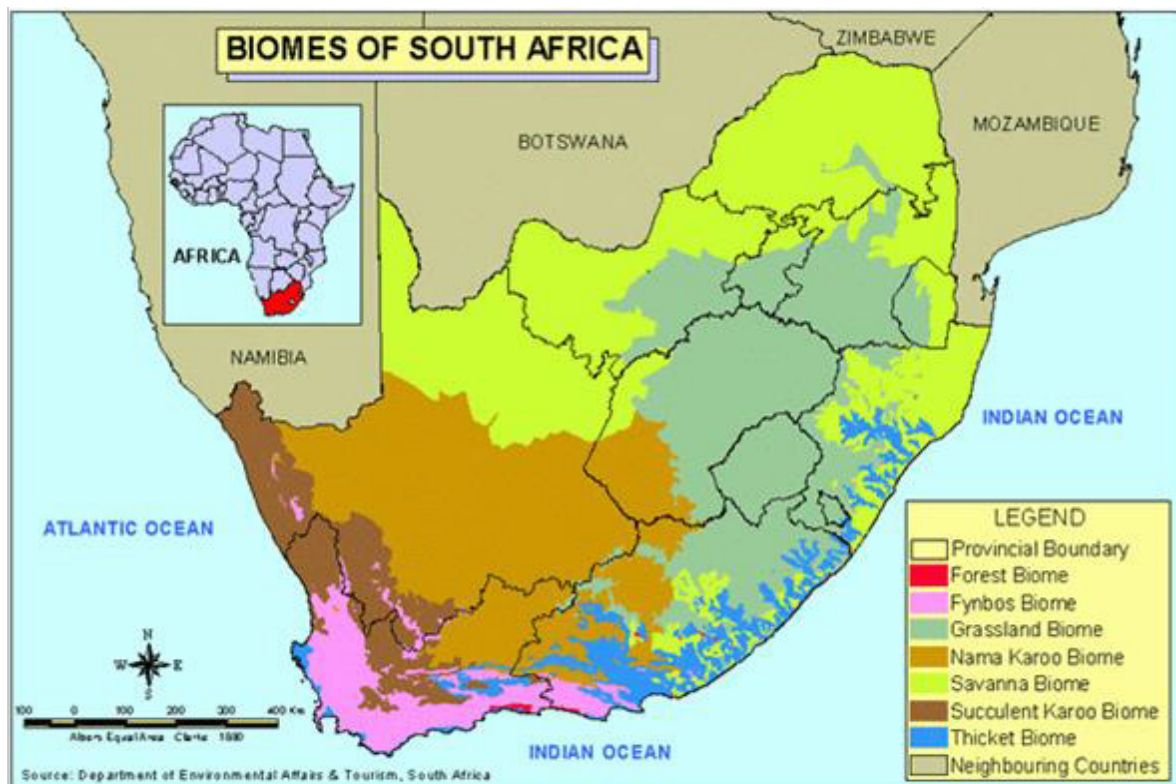 BIOMES OF SOUTH AFRICA
ZIMBABWE
MOZAMBIQUE
BOTSWANA
AFRICA
NAMIBIA
INDIAN OCEAN
ATLANTIC OCEAN
LEGEND
Provincial Boundary
Forest Biome
Fynbos Biome
Grassland Biome
Nama Karoo Biome
Savanna Biome
Succulent Karoo Biome
Thicket Biome
Neighbouring Countries
N
W E
S
100 0 100 200 300 400 Km
Albers Equal Area Clarke 1880
INDIAN OCEAN
Source: Department of Environmental Affairs & Tourism, South Africa